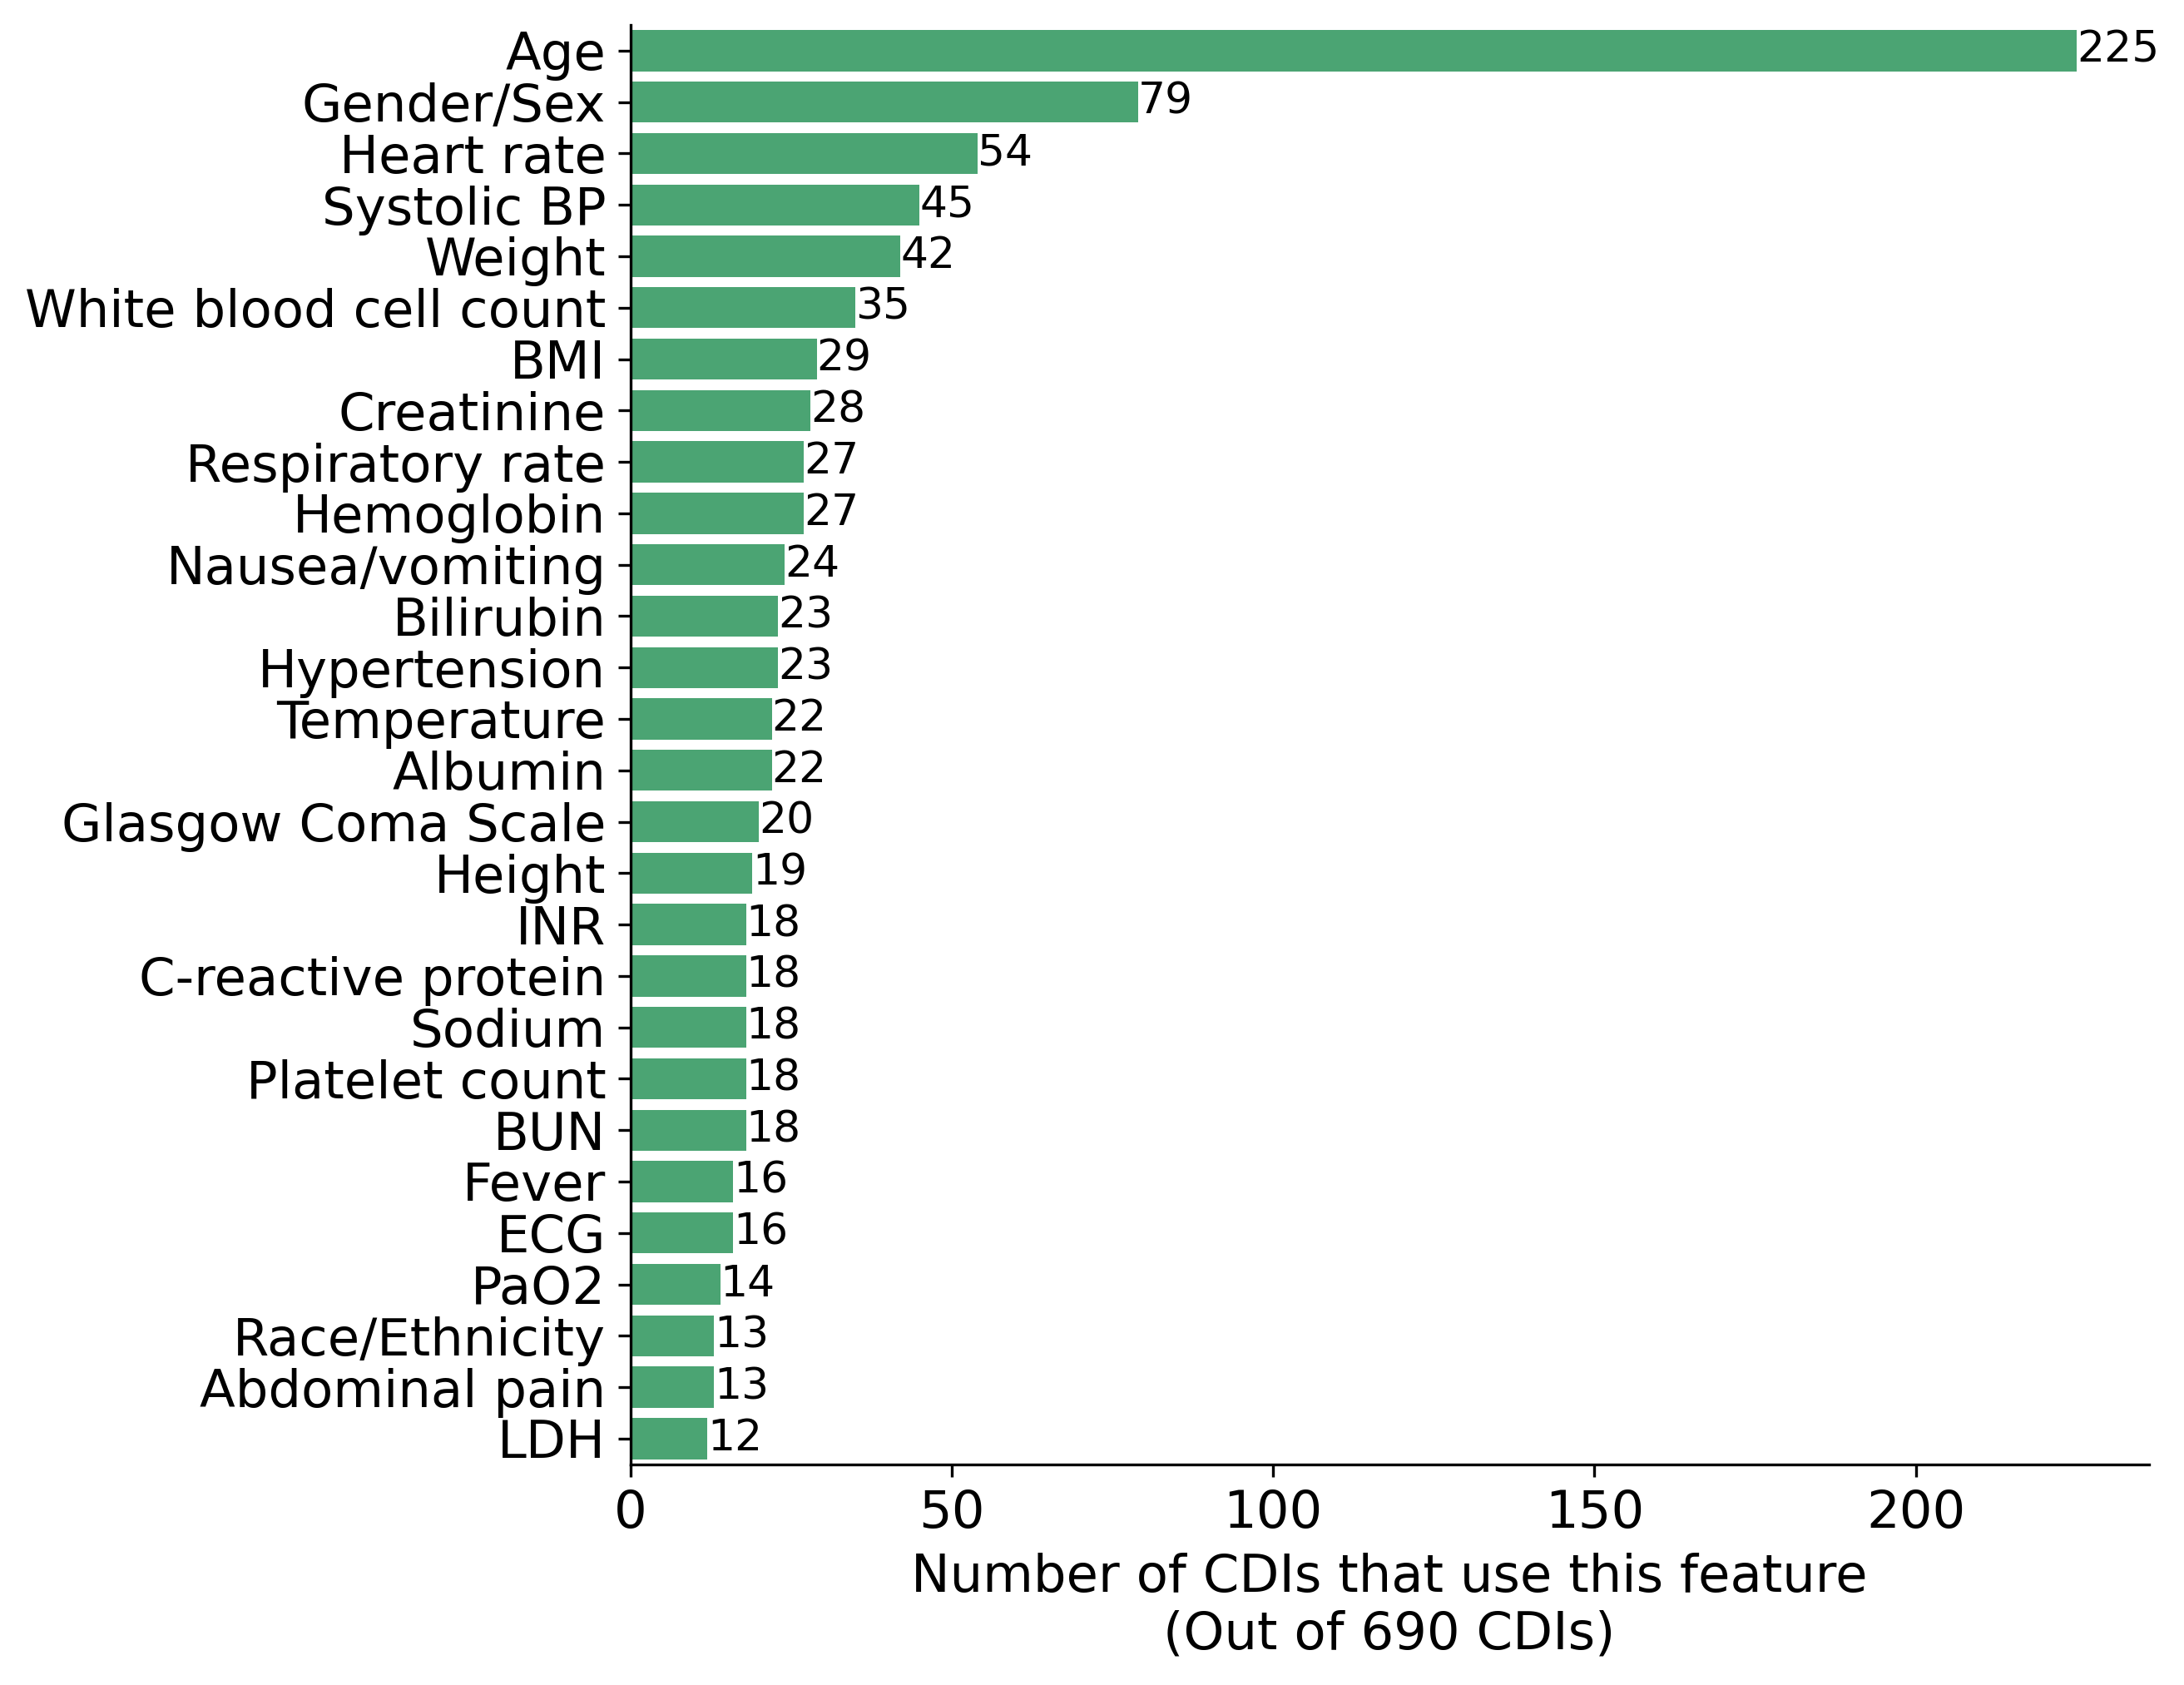 Age 225
Gender/Sex 79
Heart rate 54
Systolic BP 45
Weight 42
White blood cell count 35
BMI 29
Creatinine 28
Respiratory rate 27
Hemoglobin 27
Nausea/vomiting 24
Bilirubin 23
Hypertension 23
Temperature 22
Albumin 22
Glasgow Coma Scale 20
Height 19
INR 18
C-reactive protein 18
Sodium 18
Platelet count 18
BUN 18
Fever 16
ECG 16
PaO2 14
Race/Ethnicity 13
Abdominal pain 13
LDH 12
0 50 100 150 200
Number of CDIs that use this feature
(Out of 690 CDIs)